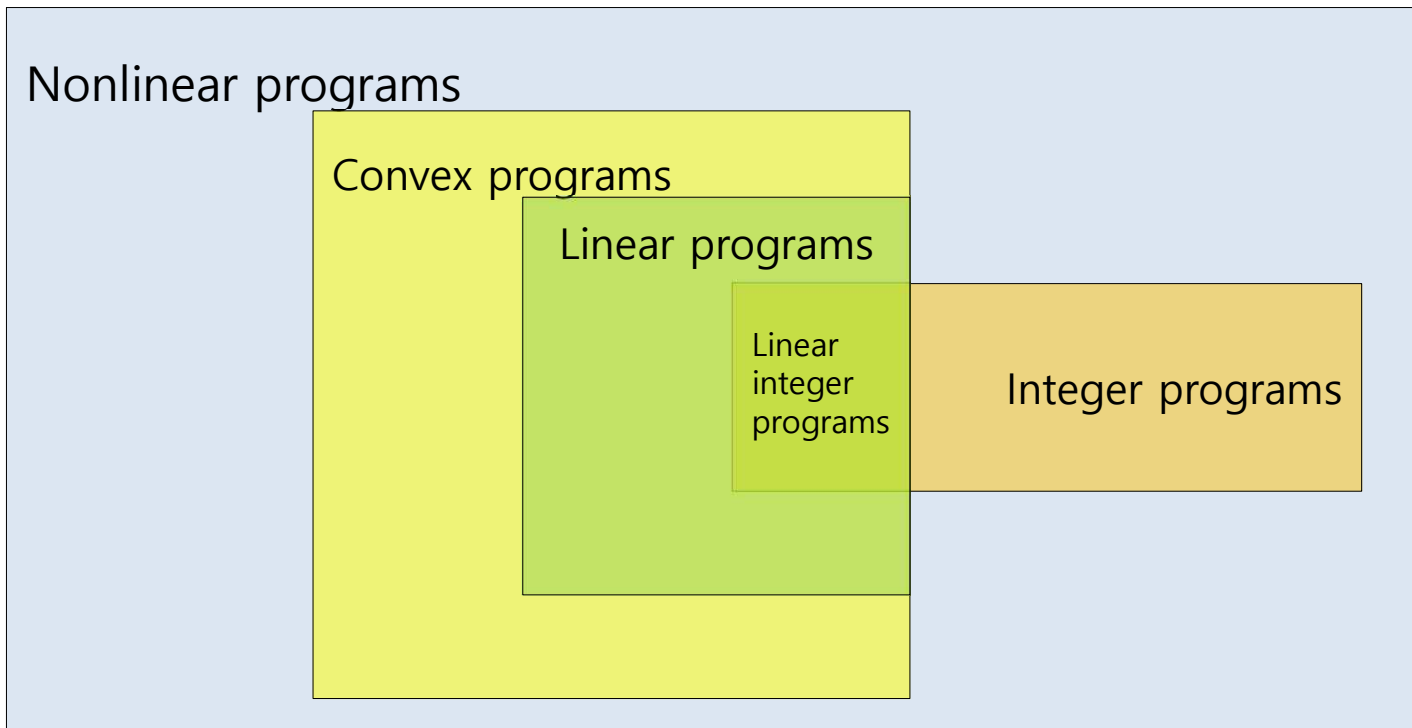 Nonlinear programs
Convex programs
Linear programs
Linear
integer
programs
Integer programs